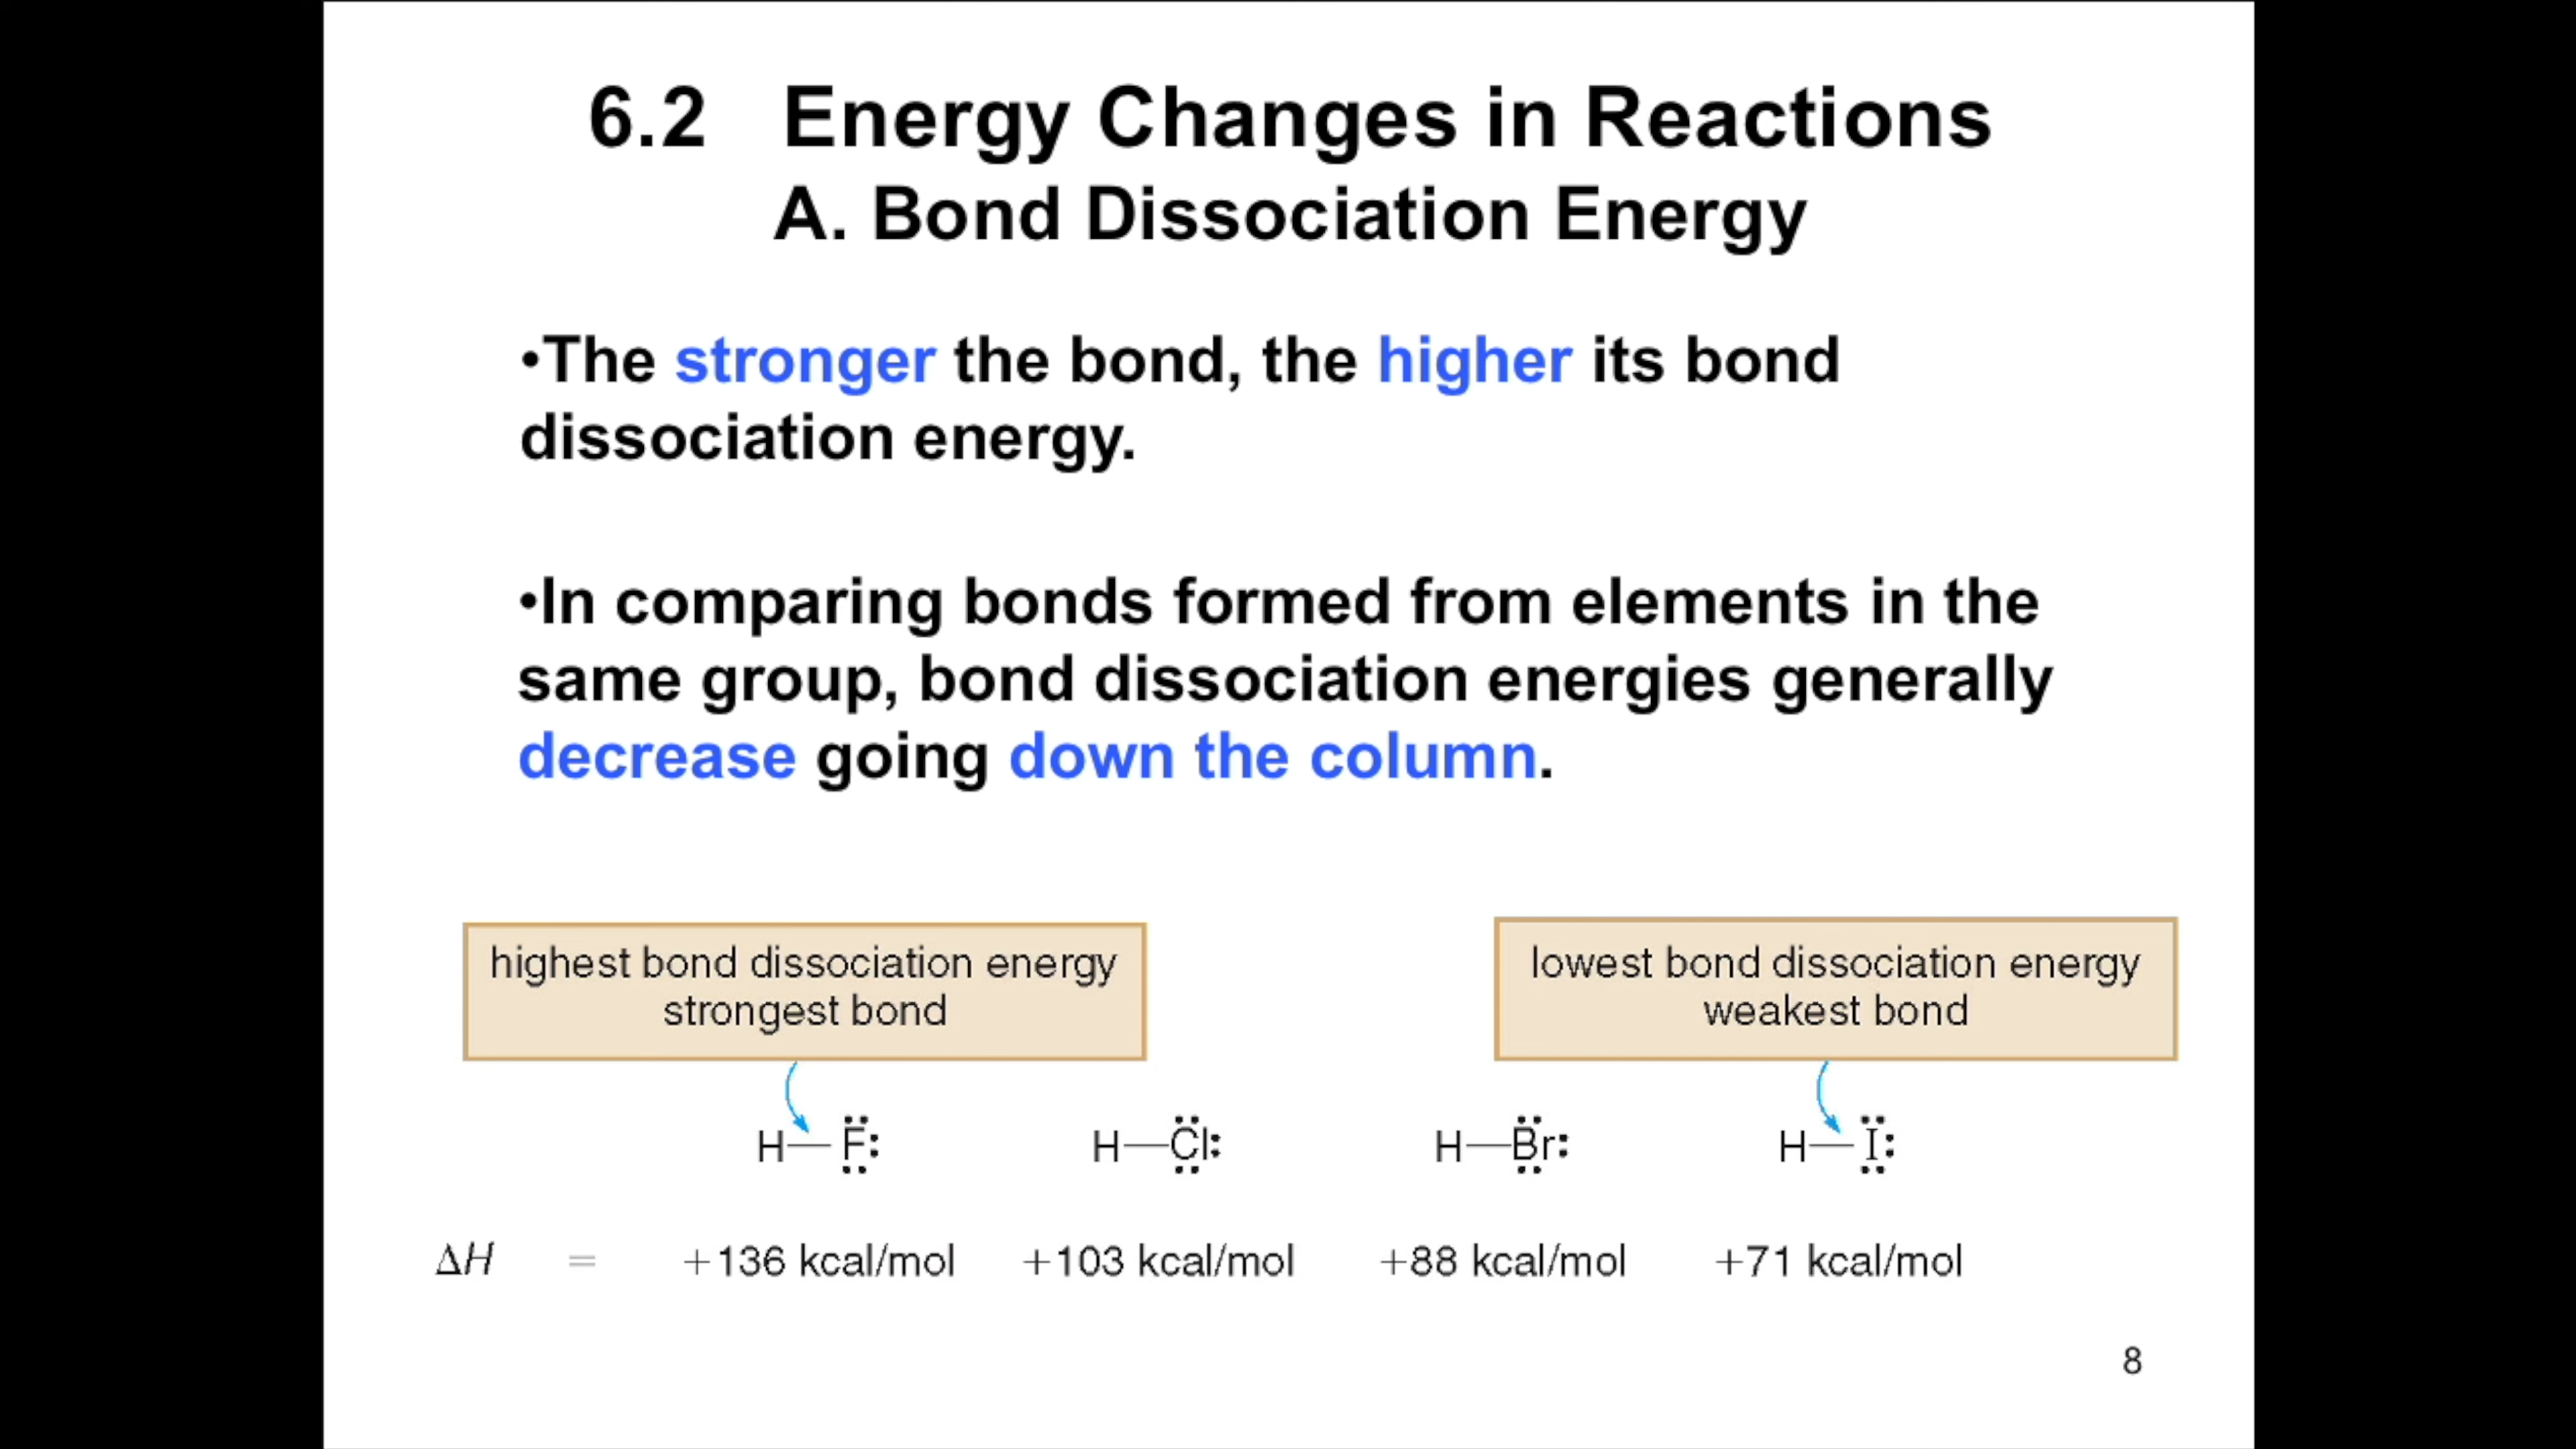 6.2 Energy Changes in Reactions
A. Bond Dissociation Energy
•The stronger the bond, the higher its bond
dissociation energy.
•In comparing bonds formed from elements in the
same group, bond dissociation energies generally
decrease going down the column.
highest bond dissociation energy
strongest bond
lowest bond dissociation energy
weakest bond
H—F: H—Cl: H—Br: H—I:
ΔH = +136 kcal/mol +103 kcal/mol +88 kcal/mol +71 kcal/mol
8